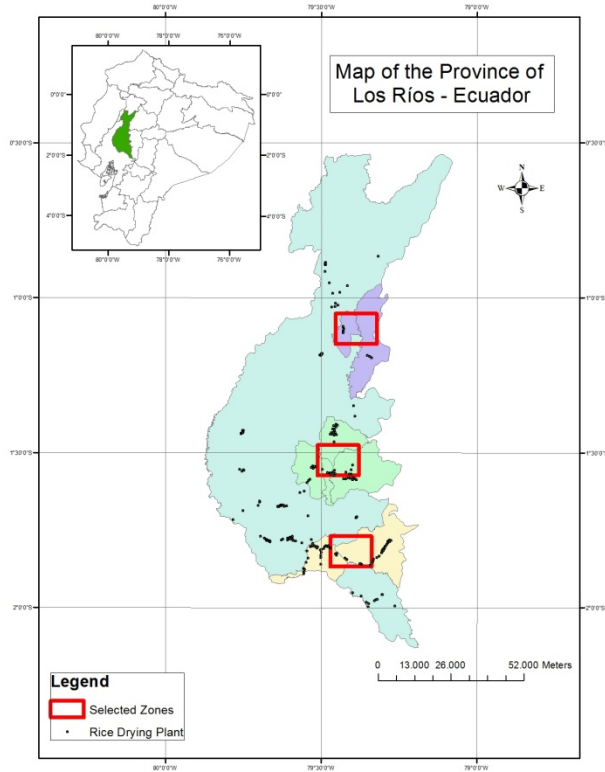 80°0'0"W 79°30'0"W 79°0'0"W
80°0'0"W 78°0'0"W 76°0'0"W
Map of the Province of
Los Ríos - Ecuador
0°0'0" 0°0'0"
0°30'0"S 0°30'0"S
2°0'0"S 2°0'0"S
N
W E
S
4°0'0"S 4°0'0"S
80°0'0"W 78°0'0"W 76°0'0"W
1°0'0"S 1°0'0"S
1°30'0"S 1°30'0"S
2°0'0"S 2°0'0"S
0 13.000 26.000 52.000 Meters
Legend
Selected Zones
Rice Drying Plant
80°0'0"W 79°30'0"W 79°0'0"W